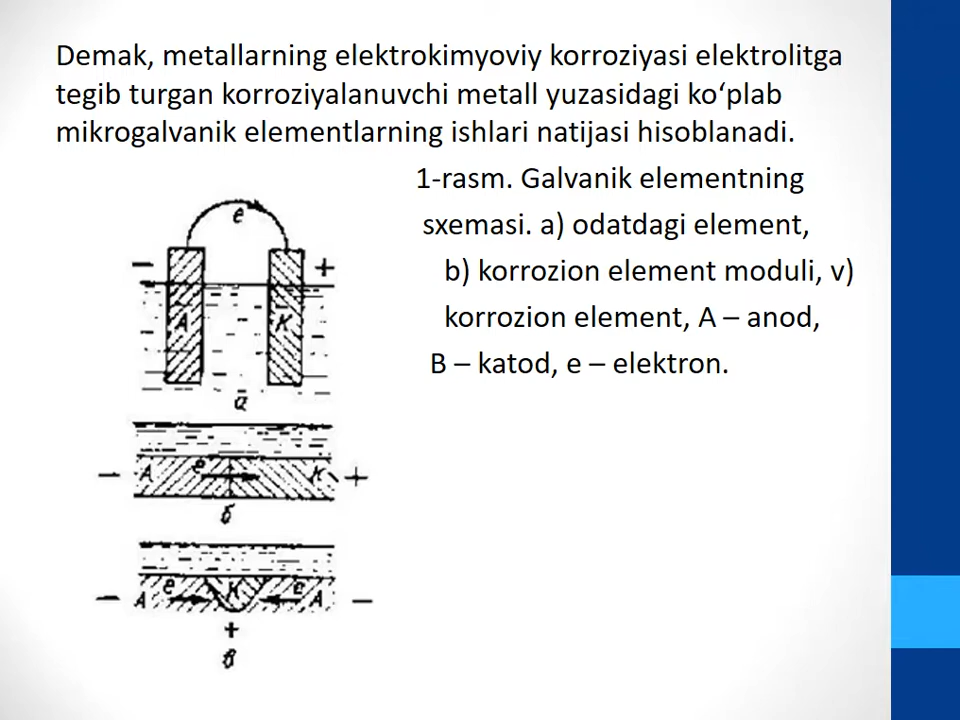 Demak, metallarning elektrokimyoviy korroziyasi elektrolitga
tegib turgan korroziyalanuvchi metall yuzasidagi ko‘plab
mikrogalvanik elementlarning ishlari natijasi hisoblanadi.
1-rasm. Galvanik elementning
sxemasi. a) odatdagi element,
b) korrozion element moduli, v)
korrozion element, A – anod,
B – katod, e – elektron.
e
− +
A К
а
− A e К +
б
− A e К e A −
+
в